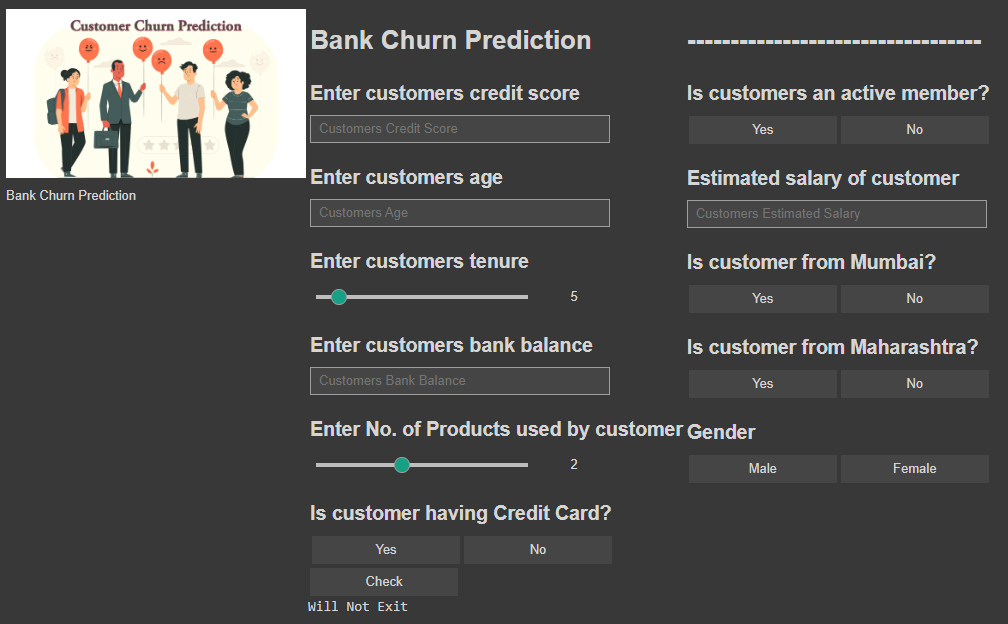 Customer Churn Prediction
Bank Churn Prediction
Bank Churn Prediction
Enter customers credit score
Customers Credit Score
Enter customers age
Customers Age
Enter customers tenure
5
Enter customers bank balance
Customers Bank Balance
Enter No. of Products used by customer
2
Is customer having Credit Card?
Yes No
Check
Will Not Exit
----------------------------------
Is customers an active member?
Yes No
Estimated salary of customer
Customers Estimated Salary
Is customer from Mumbai?
Yes No
Is customer from Maharashtra?
Yes No
Gender
Male Female